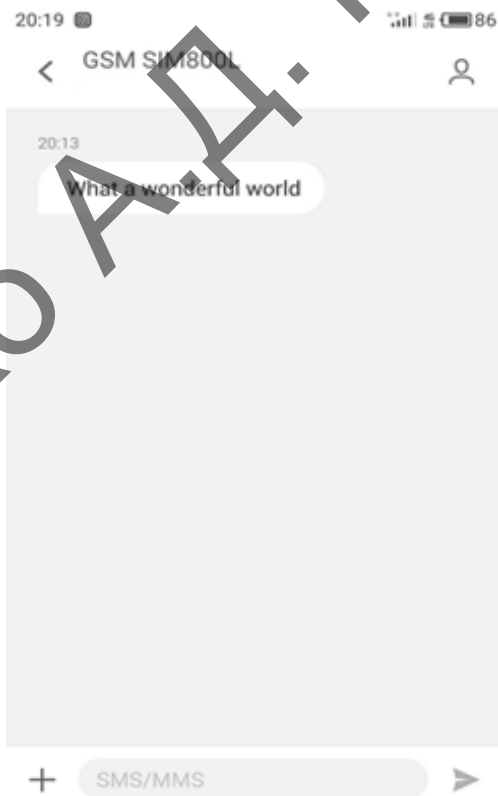 20:19
86
GSM SIM800L
20:13
What a wonderful world
О А.Д.
SMS/MMS